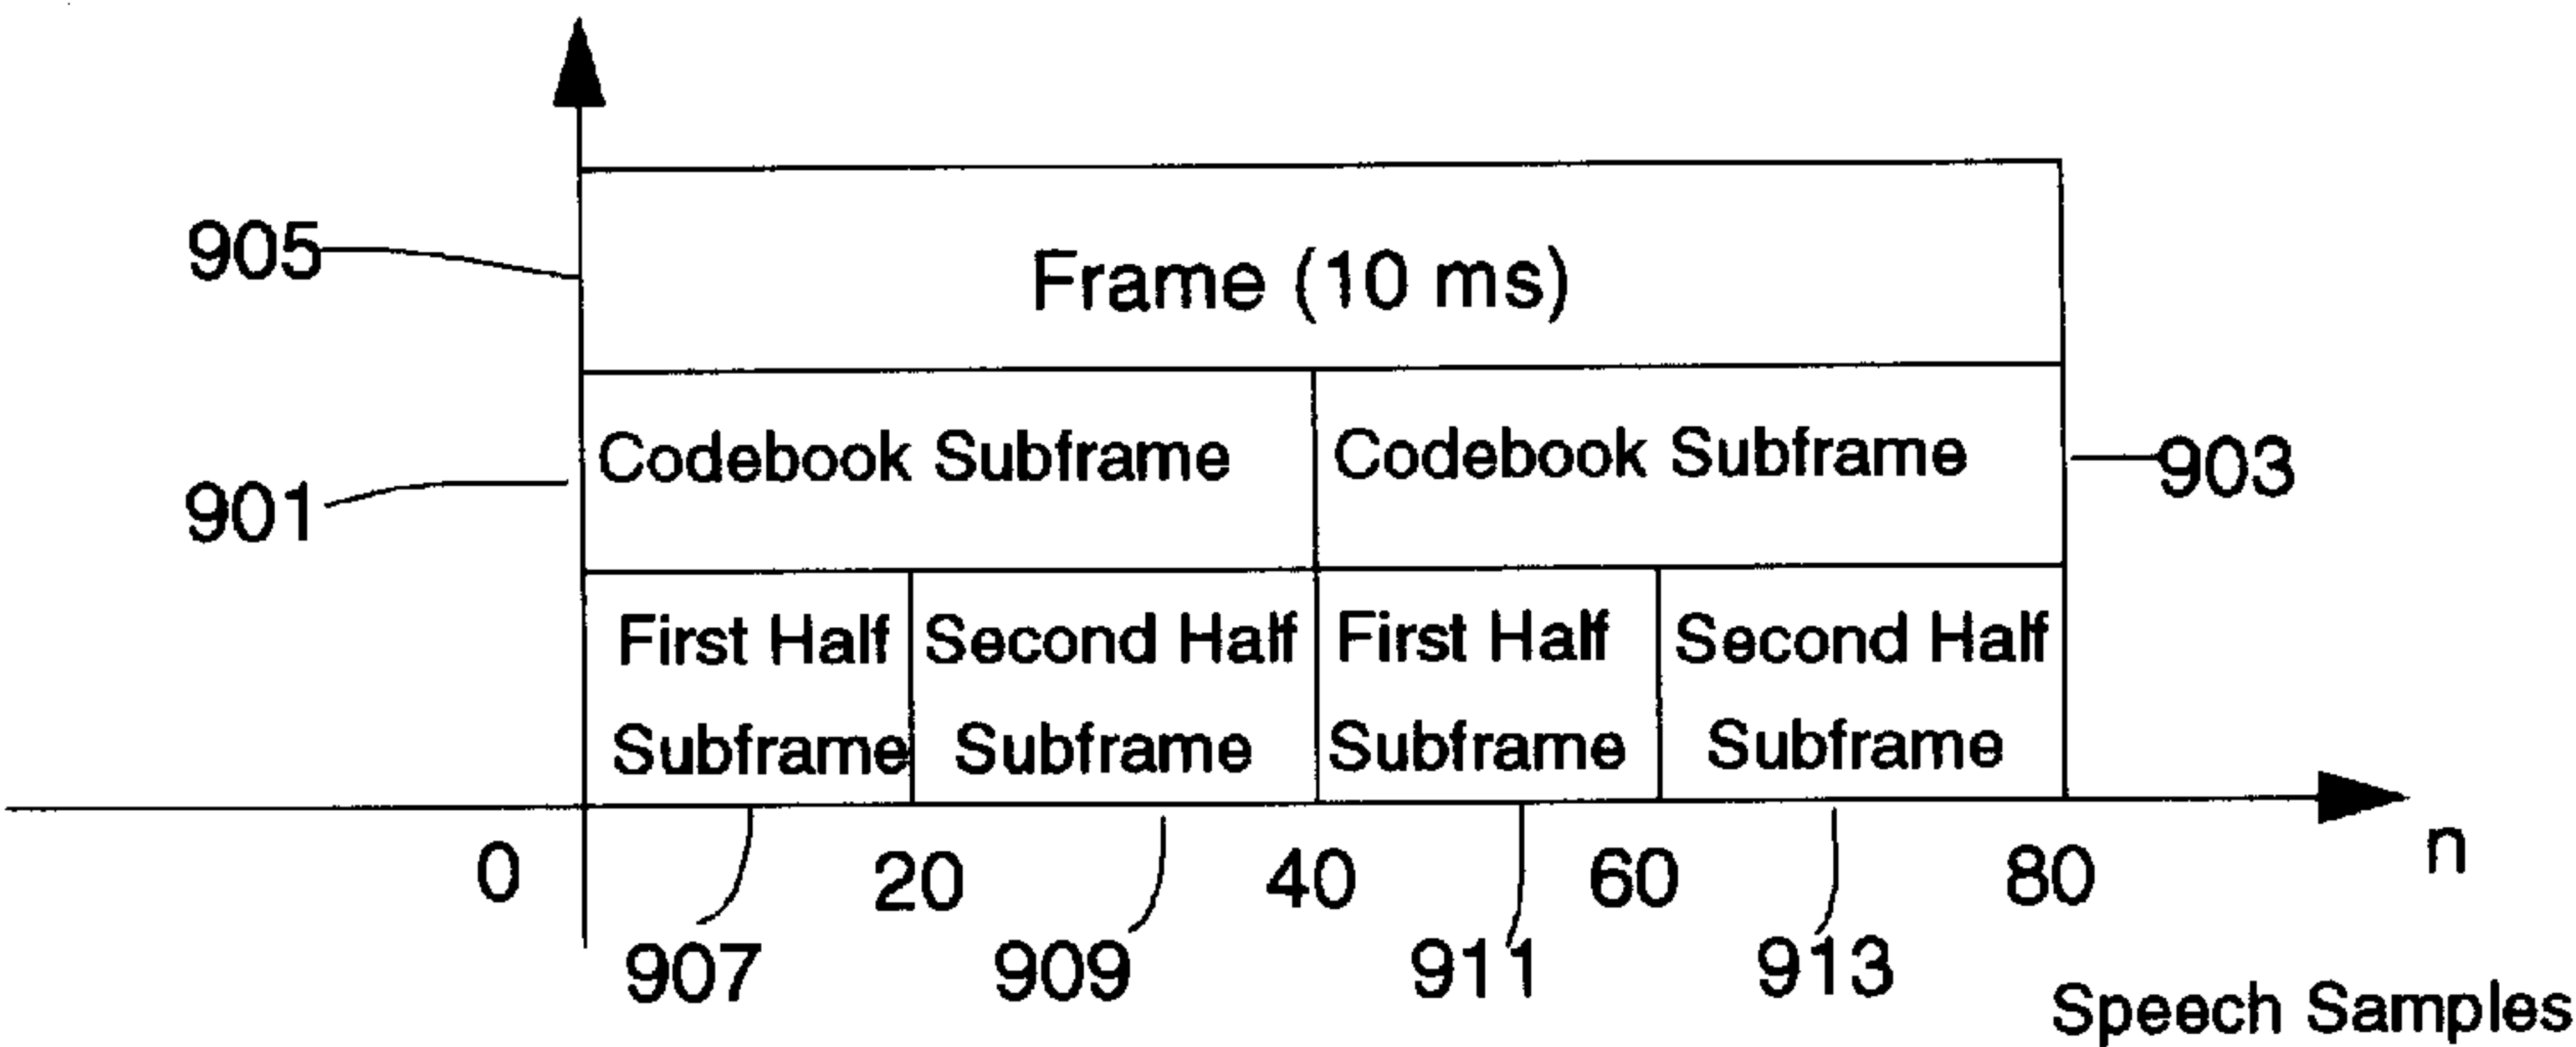 905
Frame (10 ms)
901
Codebook Subframe
Codebook Subframe
903
First Half
Subframe
Second Half
Subframe
First Half
Subframe
Second Half
Subframe
0
20
40
60
80
n
907
909
911
913
Speech Samples